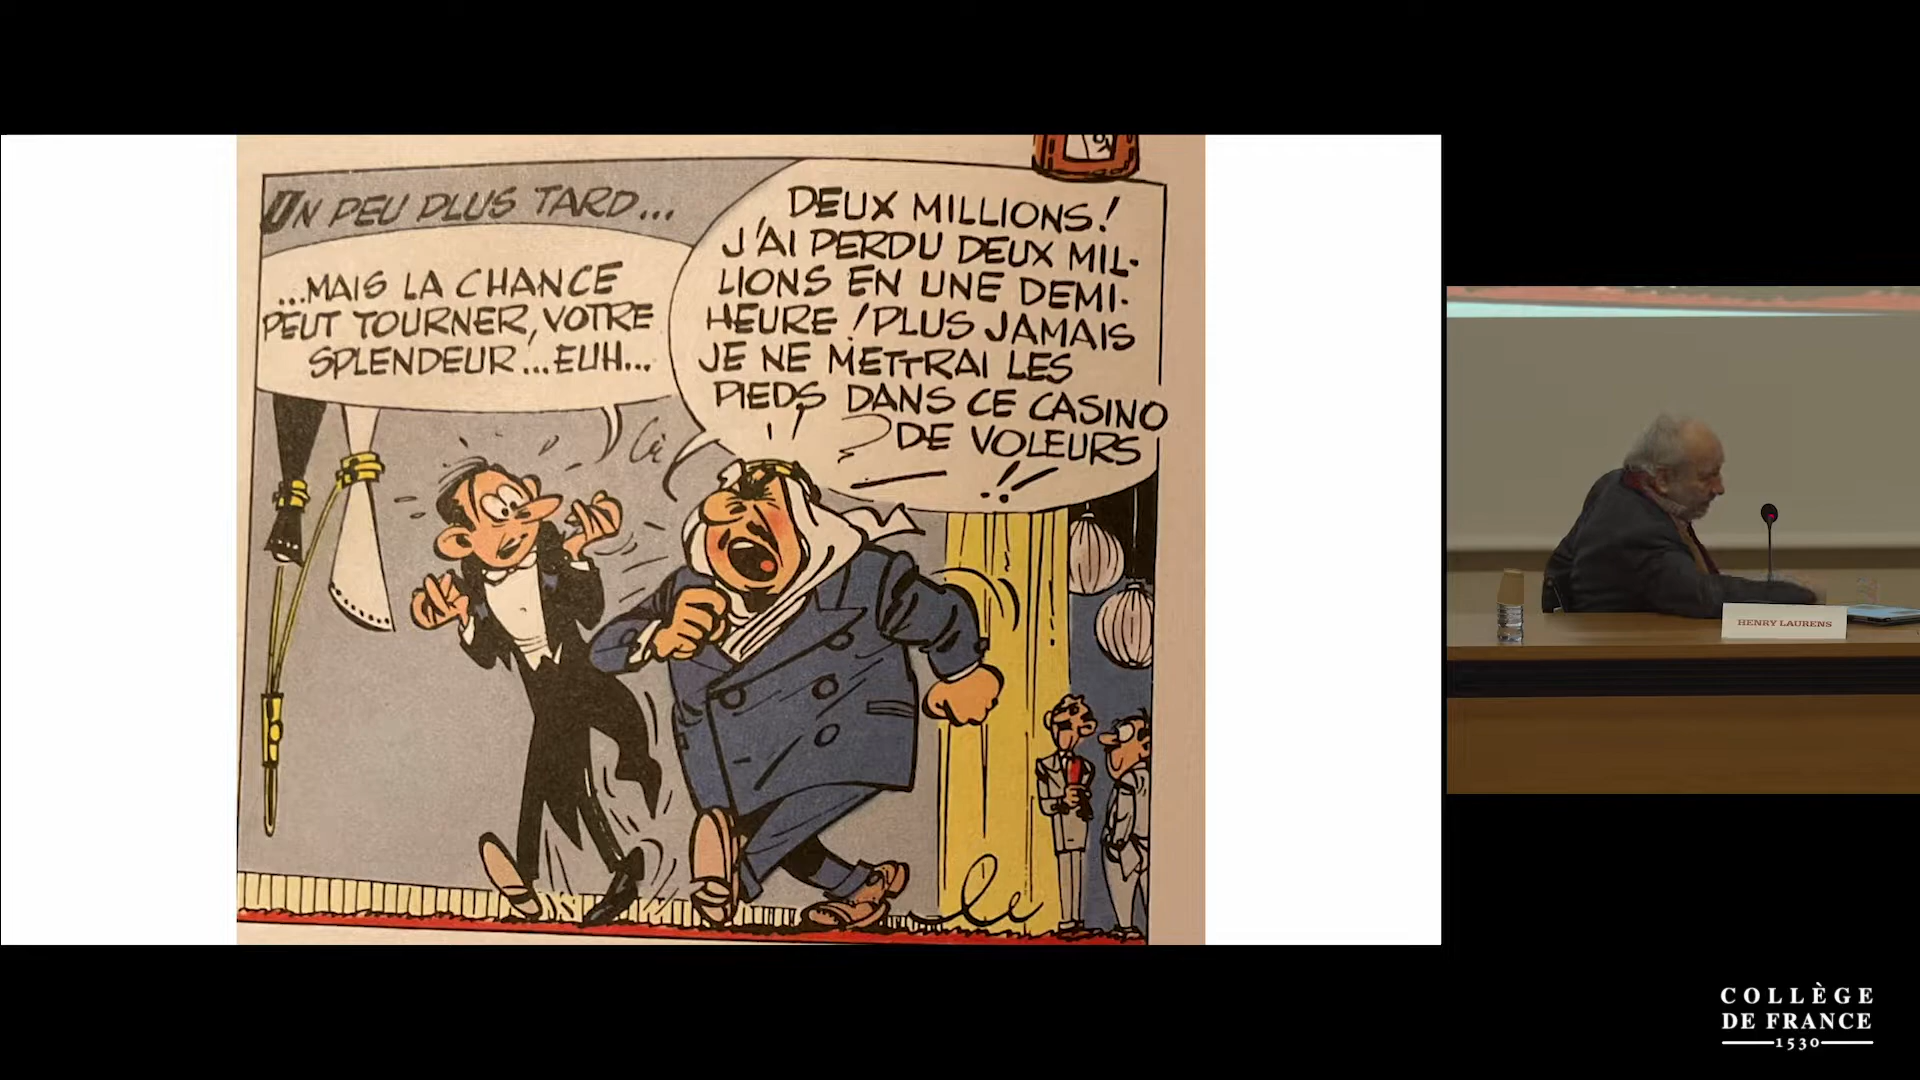 UN PEU PLUS TARD...
...MAIS LA CHANCE
PEUT TOURNER, VOTRE
SPLENDEUR...EUH...
DEUX MILLIONS!
J'AI PERDU DEUX MIL-
LIONS EN UNE DEMI-
HEURE! PLUS JAMAIS
JE NE METTRAI LES
PIEDS DANS CE CASINO
DE VOLEURS
!!
HENRY LAURENS
COLLÈGE
DE FRANCE
1530